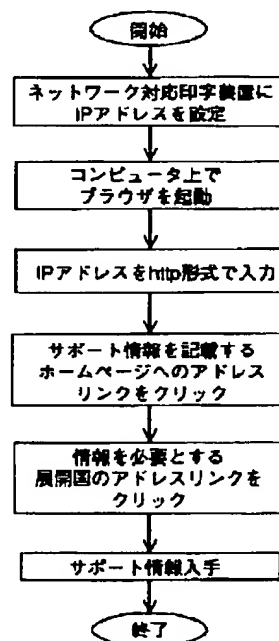 開始
ネットワーク対応印字装置に
IPアドレスを設定
コンピュータ上で
ブラウザを起動
IPアドレスをhttp形式で入力
サポート情報を記載する
ホームページへのアドレス
リンクをクリック
情報を必要とする
展開国のアドレスリンクを
クリック
サポート情報入手
終了